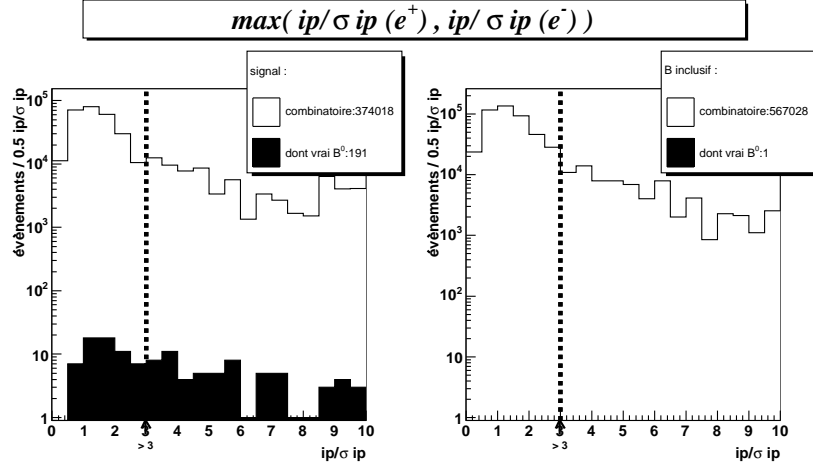 max( ip/σ ip (e⁺) , ip/σ ip (e⁻) )
signal :
combinatoire:374018
dont vrai B⁰:191
évènements / 0.5 ip/σ ip
10⁵
10⁴
10³
10²
10
1
0 1 2 3 4 5 6 7 8 9 10
> 3
ip/σ ip
B inclusif :
combinatoire:567028
dont vrai B⁰:1
évènements / 0.5 ip/σ ip
10⁵
10⁴
10³
10²
10
1
0 1 2 3 4 5 6 7 8 9 10
> 3
ip/σ ip